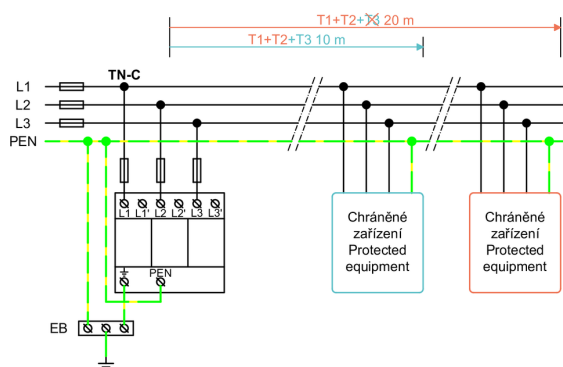 T1+T2+T3 20 m
T1+T2+T3 10 m
TN-C
L1
L2
L3
PEN
L1 L1' L2 L2' L3 L3'
PEN
EB
Chráněné
zařízení
Protected
equipment
Chráněné
zařízení
Protected
equipment